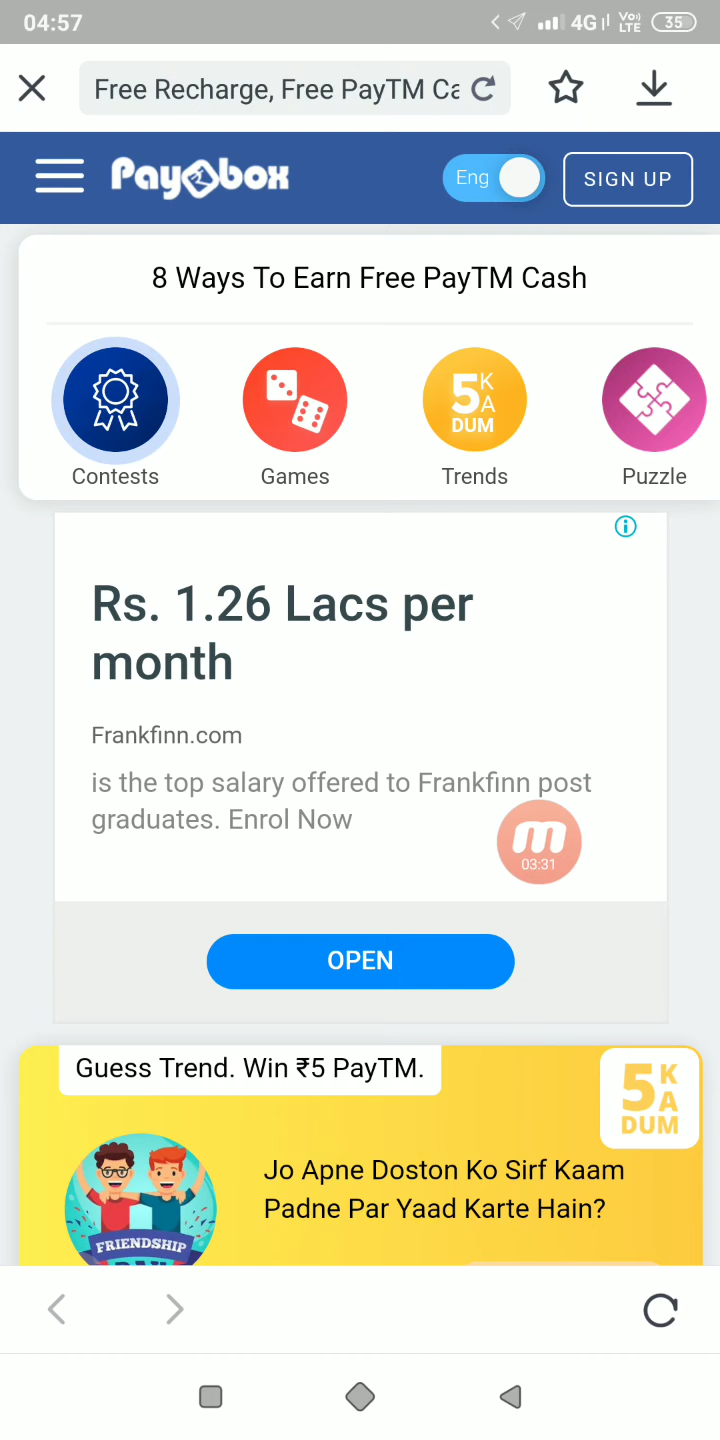 04:57
4G
Vo))
LTE
35
Free Recharge, Free PayTM Ca
Paybox
Eng
SIGN UP
8 Ways To Earn Free PayTM Cash
5 K A DUM
Contests
Games
Trends
Puzzle
Rs. 1.26 Lacs per
month
Frankfinn.com
is the top salary offered to Frankfinn post
graduates. Enrol Now
m
03:31
OPEN
Guess Trend. Win ₹5 PayTM.
5 K A DUM
Jo Apne Doston Ko Sirf Kaam
Padne Par Yaad Karte Hain?
FRIENDSHIP